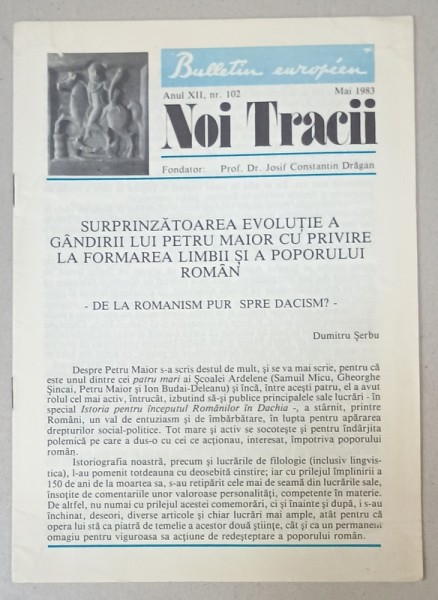 Bulletin européen
Anul XII, nr. 102 Mai 1983
Noi Tracii
Fondator: Prof. Dr. Josif Constantin Drăgan
SURPRINZĂTOAREA EVOLUȚIE A
GÂNDIRII LUI PETRU MAIOR CU PRIVIRE
LA FORMAREA LIMBII ȘI A POPORULUI
ROMÂN
- DE LA ROMANISM PUR SPRE DACISM? -
Dumitru Șerbu
Despre Petru Maior s-a scris destul de mult, și se va mai scrie, pentru că
este unul dintre cei patru mari ai Școalei Ardelene (Samuil Micu, Gheorghe
Șincai, Petru Maior și Ion Budai-Deleanu) și încă, între acești patru, el a avut
rolul cel mai activ, întrucât, izbutind să-și publice principalele sale lucrări - în
special Istoria pentru începutul Românilor în Dachia -, a stârnit, printre
Români, un val de entuziasm și de îmbărbătare, în lupta pentru apărarea
drepturilor social-politice. Tot mare și activ se socotește și pentru îndârjita
polemică pe care a dus-o cu cei ce acționau, interesat, împotriva poporului
român.
Istoriografia noastră, precum și lucrările de filologie (inclusiv lingvis-
tica), l-au pomenit totdeauna cu deosebită cinstire; iar cu prilejul împlinirii a
150 de ani de la moartea sa, s-au retipărit cele mai de seamă din lucrările sale,
însoțite de comentariile unor valoroase personalități, competente în materie.
De altfel, nu numai cu prilejul acestei comemorări, ci și înainte și după, i s-au
închinat, deseori, diverse articole și chiar lucrări mai ample, atât pentru că
opera lui stă ca piatră de temelie a acestor două științe, cât și ca un permanent
omagiu pentru viguroasa sa acțiune de redeșteptare a poporului român.